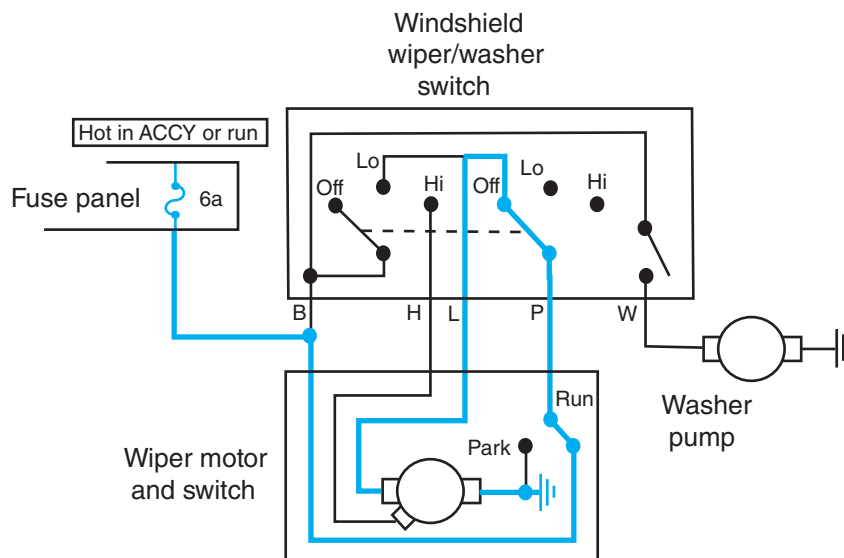 Windshield
wiper/washer
switch
Hot in ACCY or run
Fuse panel
6a
Off
Lo
Hi
Off
Lo
Hi
B
H
L
P
W
Run
Park
Wiper motor
and switch
Washer
pump